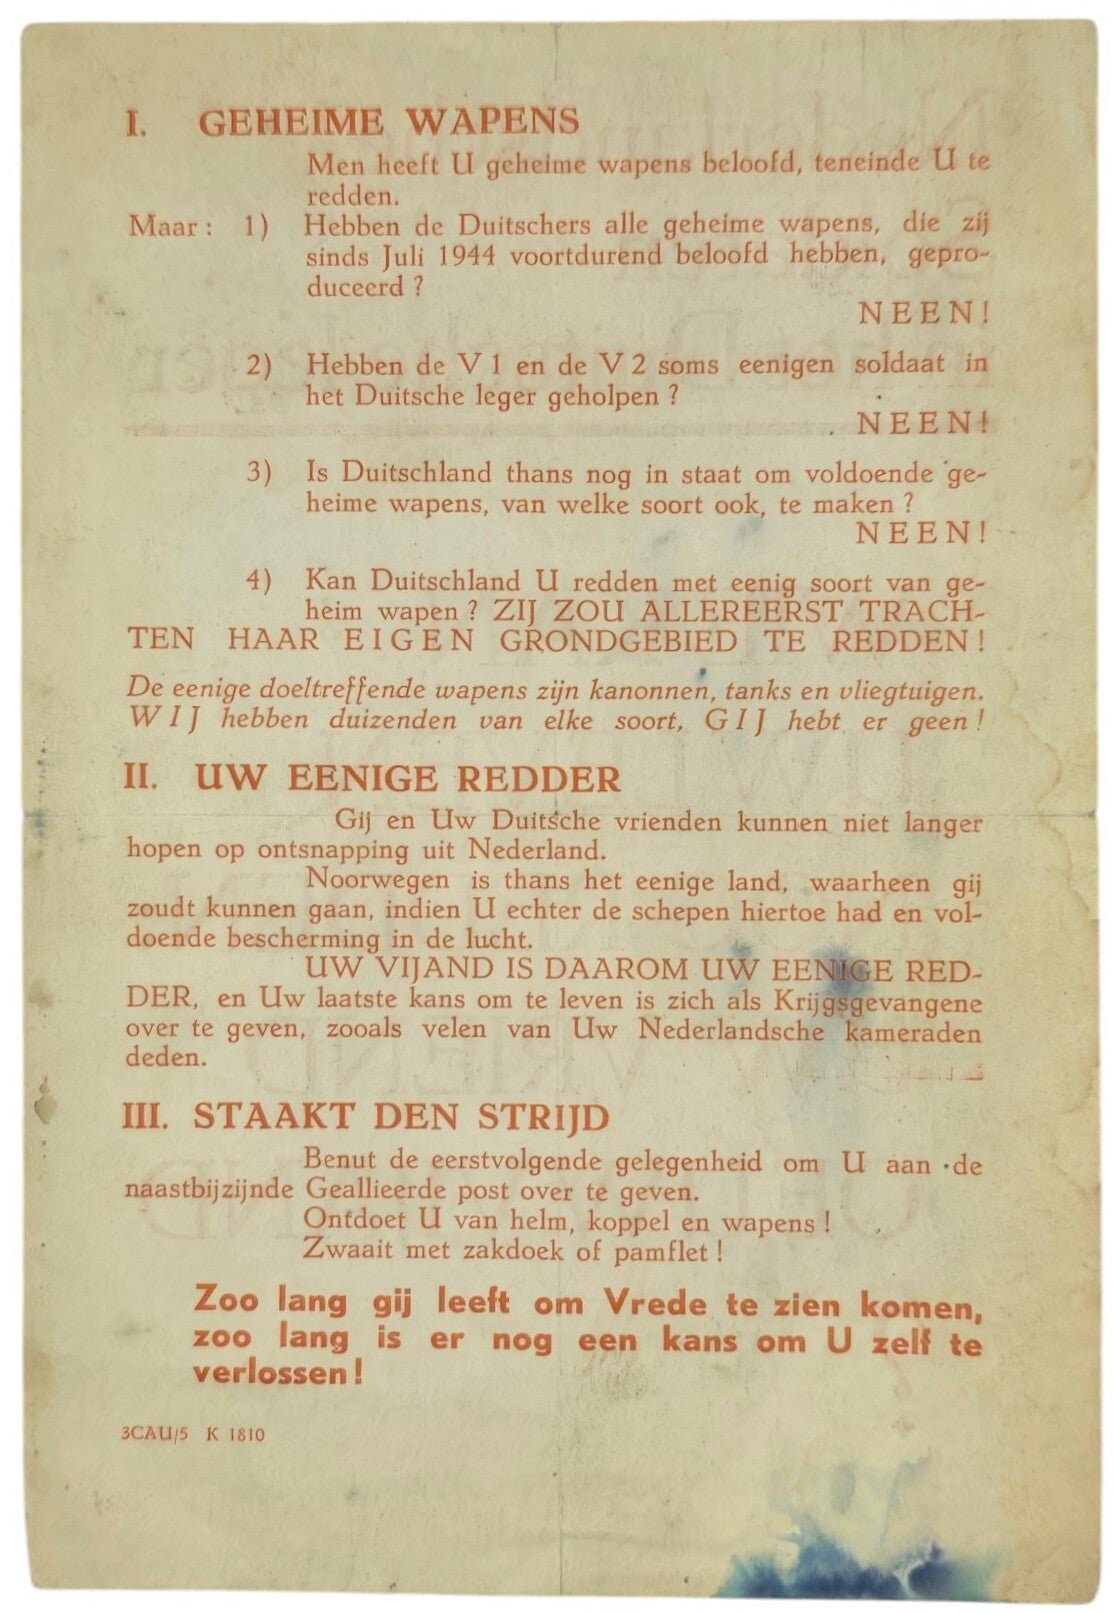 I. GEHEIME WAPENS
Men heeft U geheime wapens beloofd, teneinde U te
redden.
Maar : 1) Hebben de Duitschers alle geheime wapens, die zij
sinds Juli 1944 voortdurend beloofd hebben, gepro-
duceerd ?
NEEN!
2) Hebben de V 1 en de V 2 soms eenigen soldaat in
het Duitsche leger geholpen ?
NEEN!
3) Is Duitschland thans nog in staat om voldoende ge-
heime wapens, van welke soort ook, te maken ?
NEEN!
4) Kan Duitschland U redden met eenig soort van ge-
heim wapen ? ZIJ ZOU ALLEREERST TRACH-
TEN HAAR EIGEN GRONDGEBIED TE REDDEN !
De eenige doeltreffende wapens zijn kanonnen, tanks en vliegtuigen.
WIJ hebben duizenden van elke soort, GIJ hebt er geen !
II. UW EENIGE REDDER
Gij en Uw Duitsche vrienden kunnen niet langer
hopen op ontsnapping uit Nederland.
Noorwegen is thans het eenige land, waarheen gij
zoudt kunnen gaan, indien U echter de schepen hiertoe had en vol-
doende bescherming in de lucht.
UW VIJAND IS DAAROM UW EENIGE RED-
DER, en Uw laatste kans om te leven is zich als Krijgsgevangene
over te geven, zooals velen van Uw Nederlandsche kameraden
deden.
III. STAAKT DEN STRIJD
Benut de eerstvolgende gelegenheid om U aan de
naastbijzijnde Geallieerde post over te geven.
Ontdoet U van helm, koppel en wapens !
Zwaait met zakdoek of pamflet !
Zoo lang gij leeft om Vrede te zien komen,
zoo lang is er nog een kans om U zelf te
verlossen !
3CAU/5 K 1810